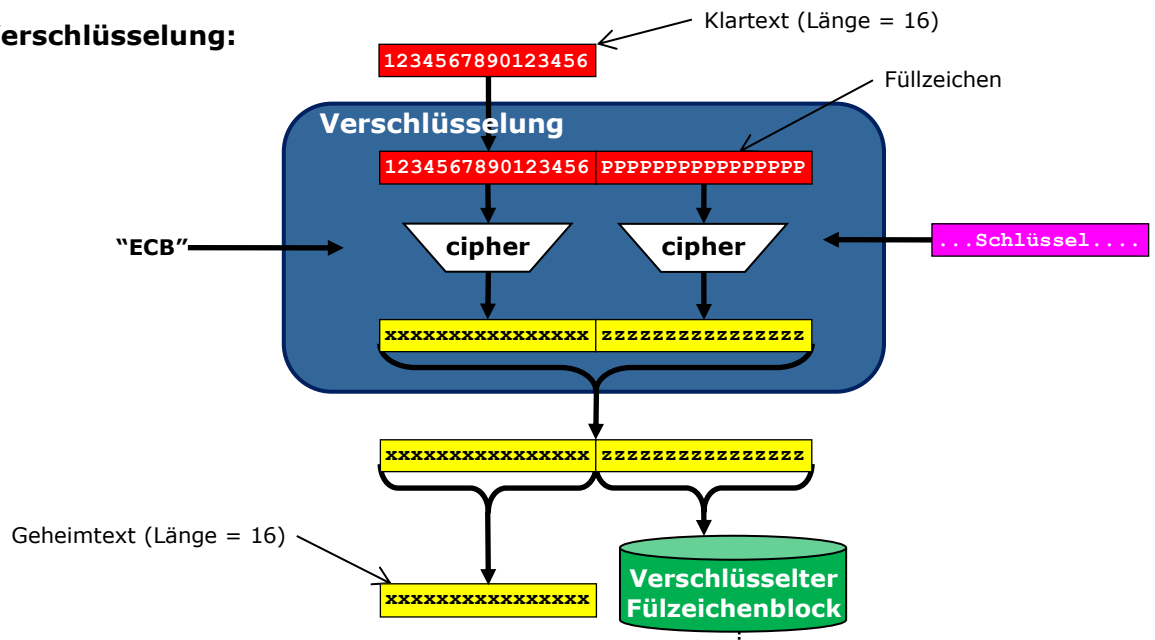 Klartext (Länge = 16)
erschlüsselung:
1234567890123456
Füllzeichen
Verschlüsselung
1234567890123456 PPPPPPPPPPPPPPPP
"ECB"
cipher
cipher
...Schlüssel....
xxxxxxxxxxxxxxxx zzzzzzzzzzzzzzzz
xxxxxxxxxxxxxxxx zzzzzzzzzzzzzzzz
Geheimtext (Länge = 16)
Verschlüsselter
Fülzeichenblock
xxxxxxxxxxxxxxxx